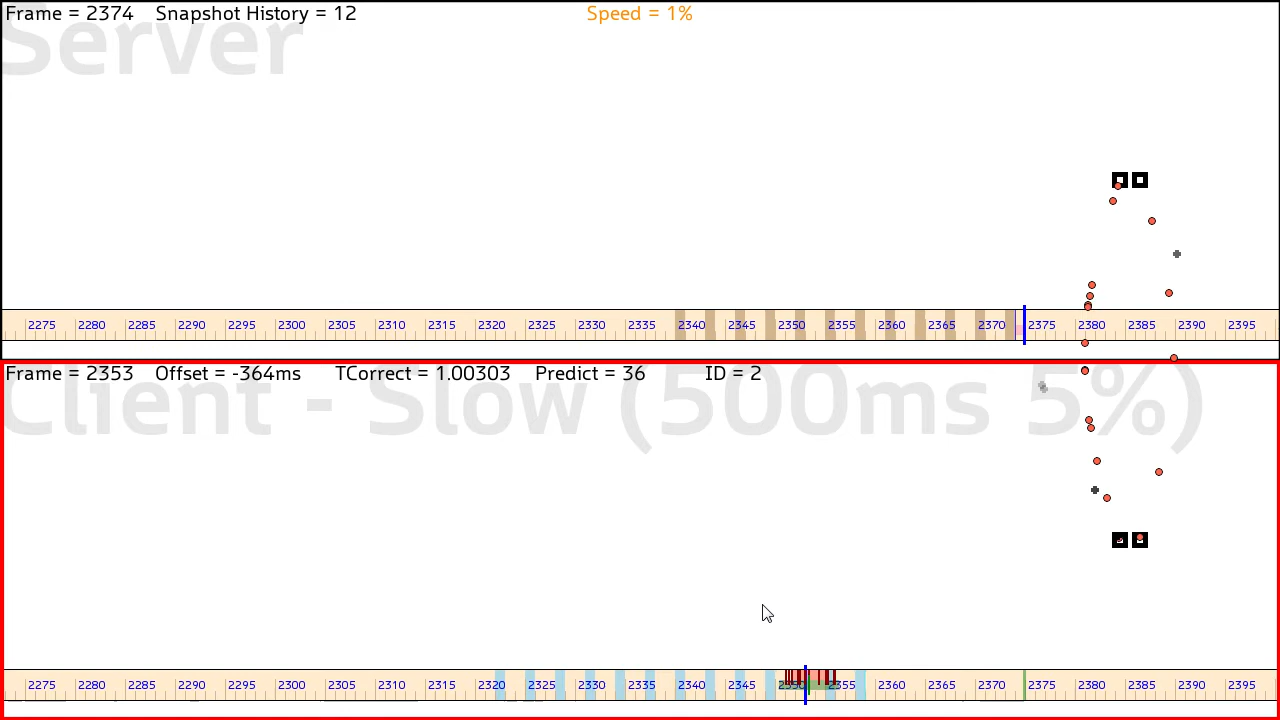 Frame = 2374 Snapshot History = 12 Speed = 1%
Server
2275 2280 2285 2290 2295 2300 2305 2310 2315 2320 2325 2330 2335 2340 2345 2350 2355 2360 2365 2370 2375 2380 2385 2390 2395
Frame = 2353 Offset = -364ms TCorrect = 1.00303 Predict = 36 ID = 2
Client - Slow (500ms 5%)
2275 2280 2285 2290 2295 2300 2305 2310 2315 2320 2325 2330 2335 2340 2345 2350 2355 2360 2365 2370 2375 2380 2385 2390 2395